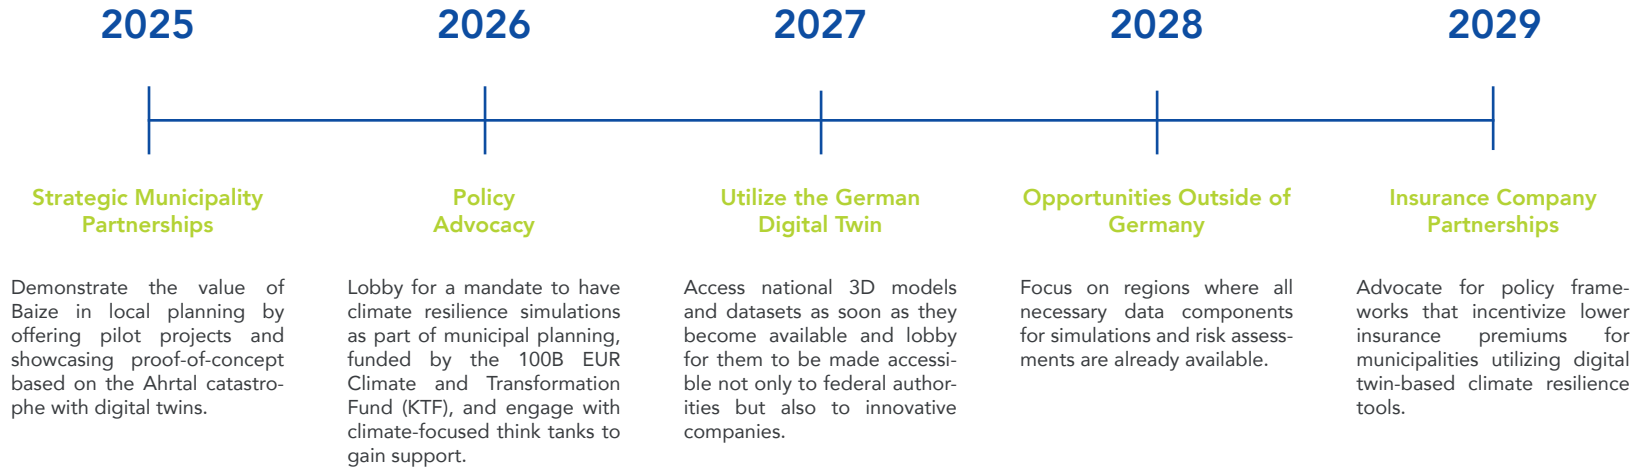 2025
2026
2027
2028
2029
Strategic Municipality
Partnerships
Demonstrate the value of
Baize in local planning by
offering pilot projects and
showcasing proof-of-concept
based on the Ahrtal catastro-
phe with digital twins.
Policy
Advocacy
Lobby for a mandate to have
climate resilience simulations
as part of municipal planning,
funded by the 100B EUR
Climate and Transformation
Fund (KTF), and engage with
climate-focused think tanks to
gain support.
Utilize the German
Digital Twin
Access national 3D models
and datasets as soon as they
become available and lobby
for them to be made accessi-
ble not only to federal author-
ities but also to innovative
companies.
Opportunities Outside of
Germany
Focus on regions where all
necessary data components
for simulations and risk assess-
ments are already available.
Insurance Company
Partnerships
Advocate for policy frame-
works that incentivize lower
insurance premiums for
municipalities utilizing digital
twin-based climate resilience
tools.